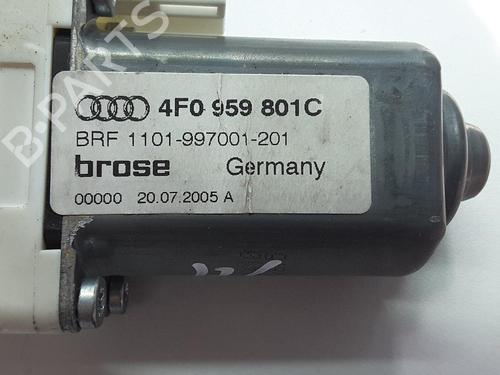 4F0 959 801C
BRF 1101-997001-201
brose Germany
00000 20.07.2005 A
B-PARTS